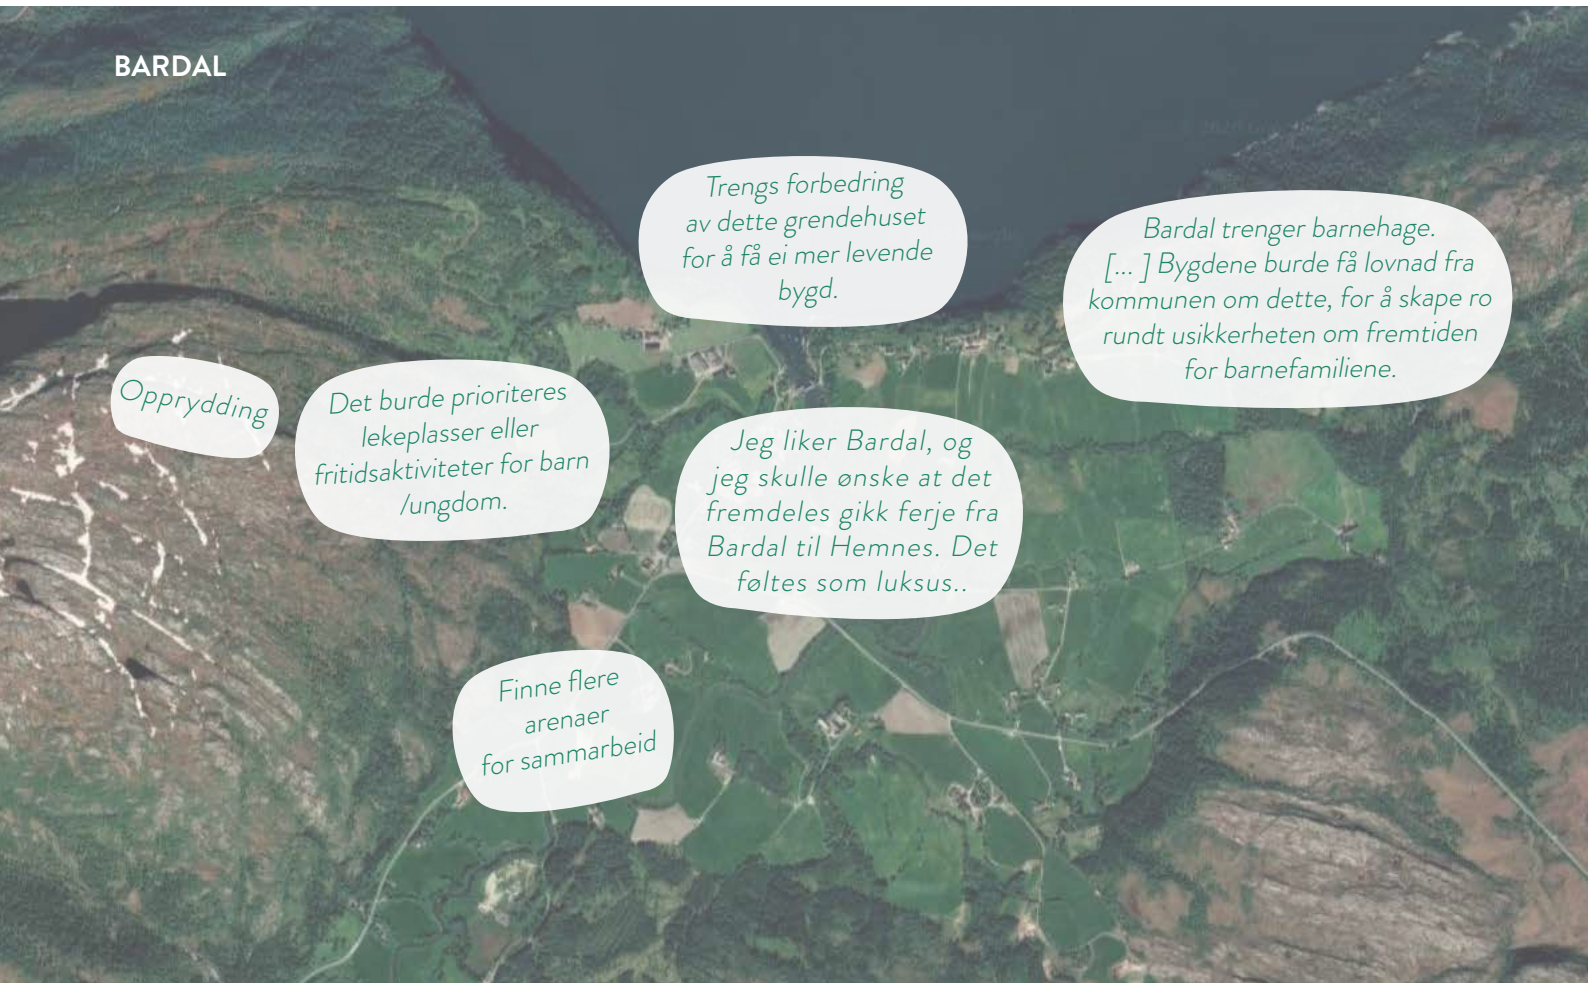 BARDAL
Trengs forbedring
av dette grendehuset
for å få ei mer levende
bygd.
Bardal trenger barnehage.
[... ] Bygdene burde få lovnad fra
kommunen om dette, for å skape ro
rundt usikkerheten om fremtiden
for barnefamiliene.
Opprydding
Det burde prioriteres
lekeplasser eller
fritidsaktiviteter for barn
/ungdom.
Jeg liker Bardal, og
jeg skulle ønske at det
fremdeles gikk ferje fra
Bardal til Hemnes. Det
føltes som luksus..
Finne flere
arenaer
for sammarbeid